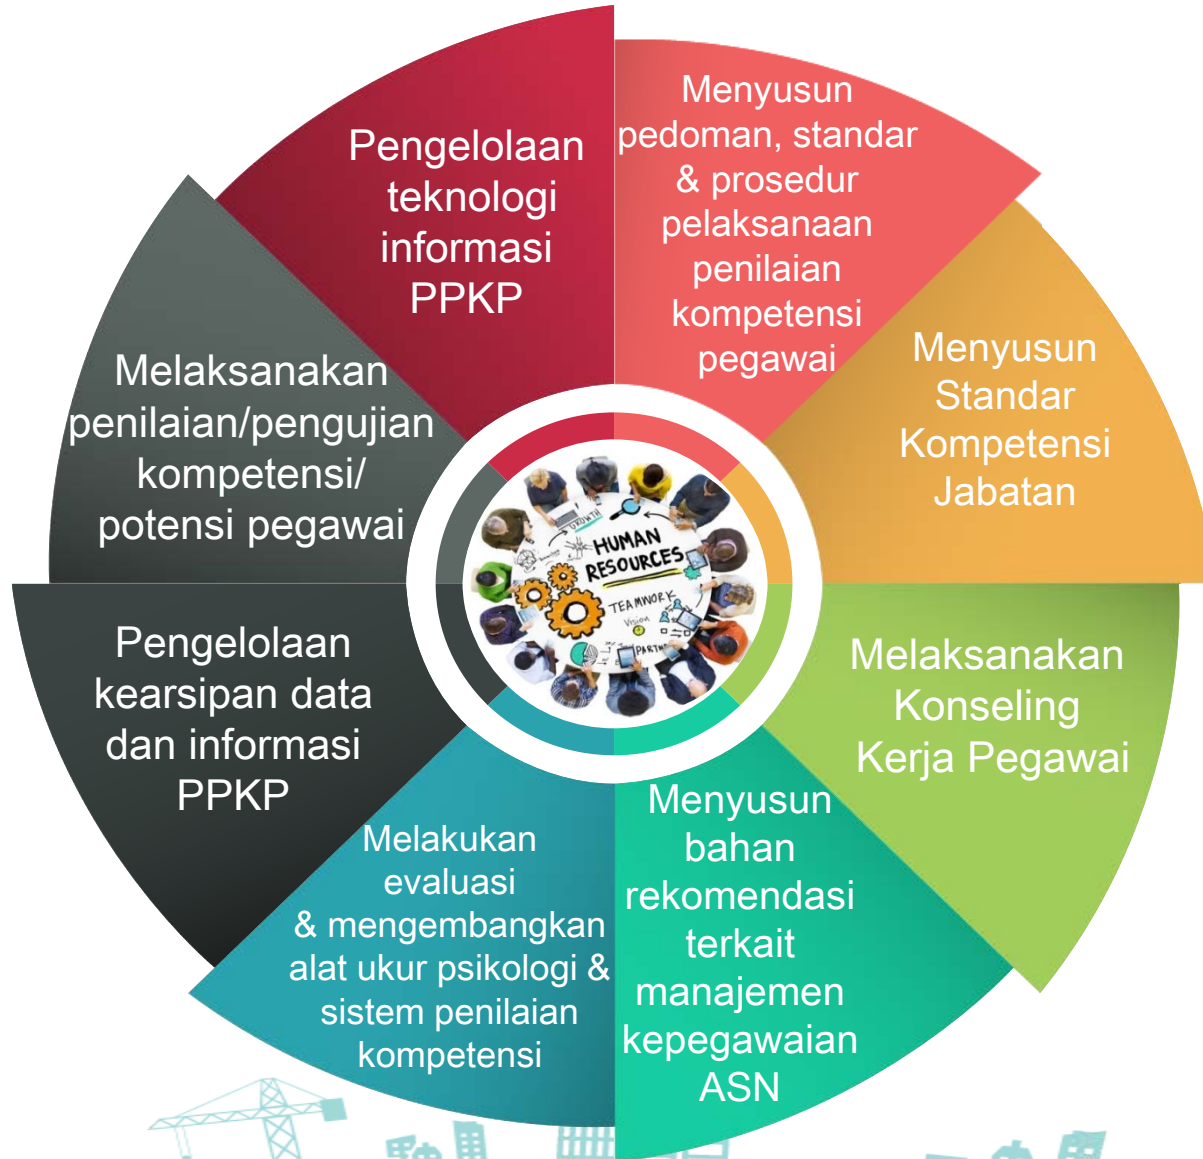 Menyusun
pedoman, standar
& prosedur
pelaksanaan
penilaian
kompetensi
pegawai
Menyusun
Standar
Kompetensi
Jabatan
Melaksanakan
Konseling
Kerja Pegawai
Menyusun
bahan
rekomendasi
terkait
manajemen
kepegawaian
ASN
Melakukan
evaluasi
& mengembangkan
alat ukur psikologi &
sistem penilaian
kompetensi
Pengelolaan
kearsipan data
dan informasi
PPKP
Melaksanakan
penilaian/pengujian
kompetensi/
potensi pegawai
Pengelolaan
teknologi
informasi
PPKP
GROWTH
HUMAN
RESOURCES
TEAMWORK
Vision